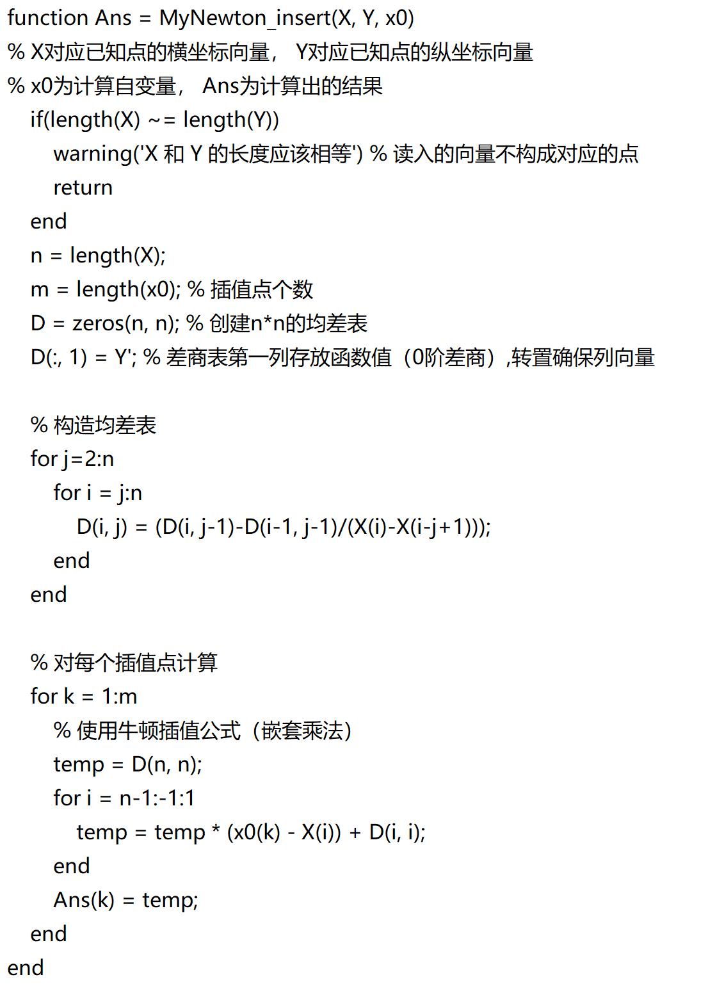 function Ans = MyNewton_insert(X, Y, x0)
% X对应已知点的横坐标向量， Y对应已知点的纵坐标向量
% x0为计算自变量， Ans为计算出的结果
if(length(X) ~= length(Y))
warning('X 和 Y 的长度应该相等') % 读入的向量不构成对应的点
return
end
n = length(X);
m = length(x0); % 插值点个数
D = zeros(n, n); % 创建n*n的均差表
D(:, 1) = Y'; % 差商表第一列存放函数值（0阶差商）,转置确保列向量
% 构造均差表
for j=2:n
for i = j:n
D(i, j) = (D(i, j-1)-D(i-1, j-1)/(X(i)-X(i-j+1)));
end
end
% 对每个插值点计算
for k = 1:m
% 使用牛顿插值公式（嵌套乘法）
temp = D(n, n);
for i = n-1:-1:1
temp = temp * (x0(k) - X(i)) + D(i, i);
end
Ans(k) = temp;
end
end